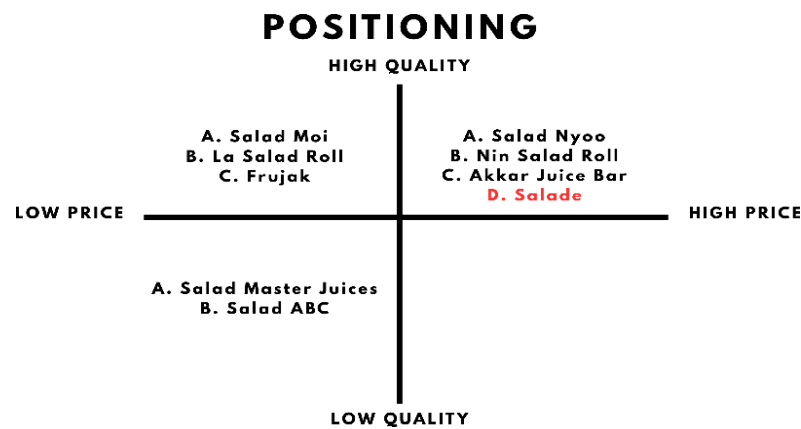 POSITIONING
HIGH QUALITY
A. Salad Moi
B. La Salad Roll
C. Frujak
A. Salad Nyoo
B. Nin Salad Roll
C. Akkar Juice Bar
D. Salade
LOW PRICE
HIGH PRICE
A. Salad Master Juices
B. Salad ABC
LOW QUALITY